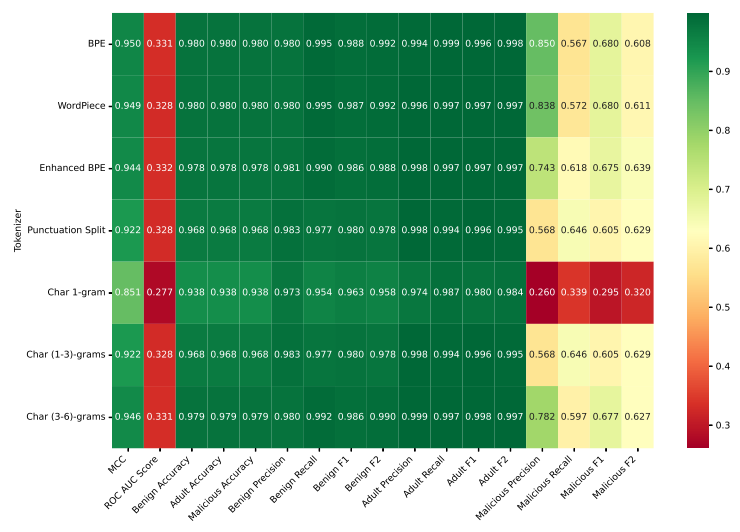 BPE 0.950 0.331 0.980 0.980 0.980 0.980 0.995 0.988 0.992 0.994 0.999 0.996 0.998 0.850 0.567 0.680 0.608
WordPiece 0.949 0.328 0.980 0.980 0.980 0.980 0.995 0.987 0.992 0.996 0.997 0.997 0.997 0.838 0.572 0.680 0.611
Enhanced BPE 0.944 0.332 0.978 0.978 0.978 0.981 0.990 0.986 0.988 0.998 0.997 0.997 0.997 0.743 0.618 0.675 0.639
Punctuation Split 0.922 0.328 0.968 0.968 0.968 0.983 0.977 0.980 0.978 0.998 0.994 0.996 0.995 0.568 0.646 0.605 0.629
Char 1-gram 0.851 0.277 0.938 0.938 0.938 0.973 0.954 0.963 0.958 0.974 0.987 0.980 0.984 0.260 0.339 0.295 0.320
Char (1-3)-grams 0.922 0.328 0.968 0.968 0.968 0.983 0.977 0.980 0.978 0.998 0.994 0.996 0.995 0.568 0.646 0.605 0.629
Char (3-6)-grams 0.946 0.331 0.979 0.979 0.979 0.980 0.992 0.986 0.990 0.999 0.997 0.998 0.997 0.782 0.597 0.677 0.627
Tokenizer
MCC
ROC AUC Score
Benign Accuracy
Adult Accuracy
Malicious Accuracy
Benign Precision
Benign Recall
Benign F1
Benign F2
Adult Precision
Adult Recall
Adult F1
Adult F2
Malicious Precision
Malicious Recall
Malicious F1
Malicious F2
0.9
0.8
0.7
0.6
0.5
0.4
0.3